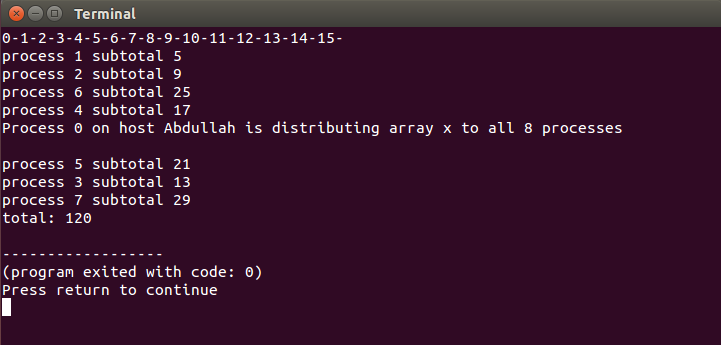 Terminal
0-1-2-3-4-5-6-7-8-9-10-11-12-13-14-15-
process 1 subtotal 5
process 2 subtotal 9
process 6 subtotal 25
process 4 subtotal 17
Process 0 on host Abdullah is distributing array x to all 8 processes
process 5 subtotal 21
process 3 subtotal 13
process 7 subtotal 29
total: 120
------------------
(program exited with code: 0)
Press return to continue